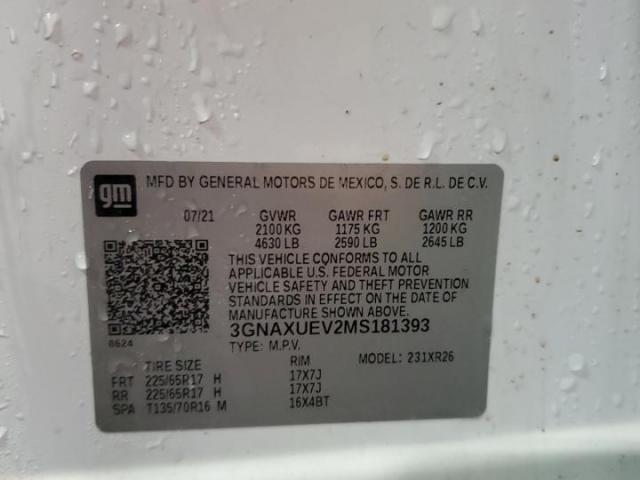 gm
MFD BY GENERAL MOTORS DE MEXICO, S. DE R.L. DE C.V.
07/21 GVWR GAWR FRT GAWR RR
2100 KG 1175 KG 1200 KG
4630 LB 2590 LB 2645 LB
THIS VEHICLE CONFORMS TO ALL
APPLICABLE U.S. FEDERAL MOTOR
VEHICLE SAFETY AND THEFT PREVENTION
STANDARDS IN EFFECT ON THE DATE OF
MANUFACTURE SHOWN ABOVE.
3GNAXUEV2MS181393
8624 TYPE: M.P.V.
MODEL: 231XR26
TIRE SIZE RIM
FRT 225/65R17 H 17X7J
RR 225/65R17 H 17X7J
SPA T135/70R16 M 16X4BT